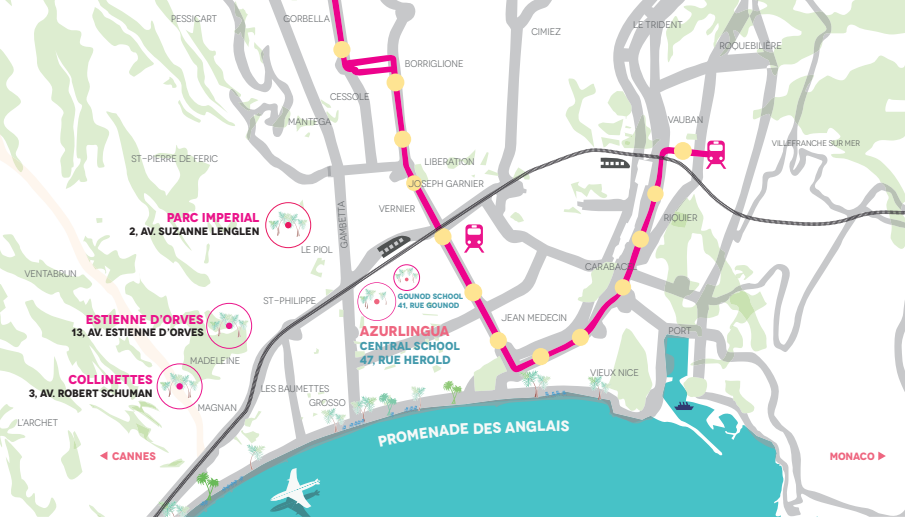 PESSICART
GORBELLA
CIMIEZ
LE TRIDENT
ROQUEBILIÈRE
BORRIGLIONE
CESSOLE
MANTEGA
VAUBAN
VILLEFRANCHE SUR MER
ST-PIERRE DE FERIC
LIBERATION
JOSEPH GARNIER
VERNIER
GAMBETTA
RIQUIER
PARC IMPERIAL
2, AV. SUZANNE LENGLEN
LE PIOL
CARABACEL
VENTABRUN
ST-PHILIPPE
GOUNOD SCHOOL
41, RUE GOUNOD
ESTIENNE D'ORVES
13, AV. ESTIENNE D'ORVES
AZURLINGUA
CENTRAL SCHOOL
47, RUE HEROLD
JEAN MEDECIN
PORT
MADELEINE
VIEUX NICE
COLLINETTES
3, AV. ROBERT SCHUMAN
LES BAUMETTES
GROSSO
MAGNAN
L'ARCHET
PROMENADE DES ANGLAIS
CANNES
MONACO